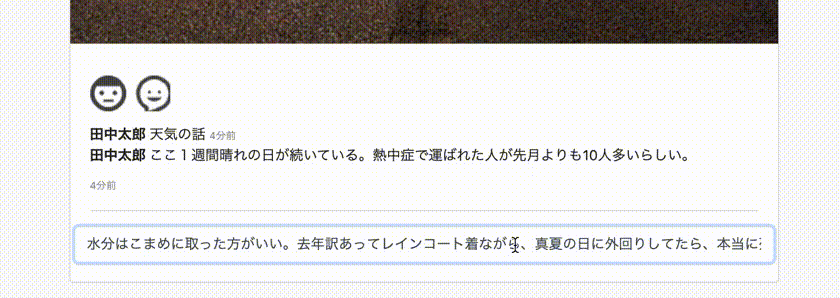 田中太郎 天気の話 4分前
田中太郎 ここ１週間晴れの日が続いている。熱中症で運ばれた人が先月よりも10人多いらしい。
4分前
水分はこまめに取った方がいい。去年訳あってレインコート着ながら、真夏の日に外回りしてたら、本当に